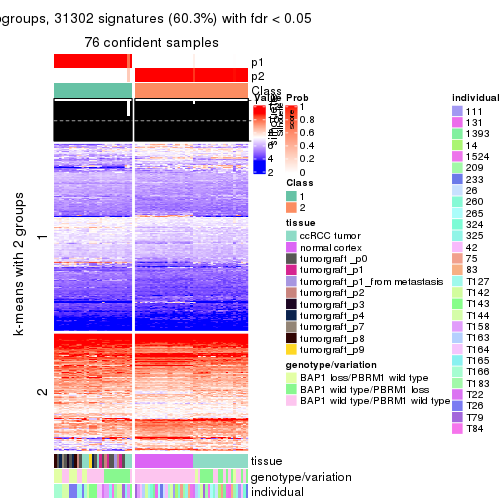 ogroups, 31302 signatures (60.3%) with fdr < 0.05
76 confident samples
p1
p2
Class
k-means with 2 groups
1
2
tissue
genotype/variation
individual
Value
6
4
2
Prob
1
0.8
0.6
0.4
0.2
0
Class
1
2
tissue
ccRCC tumor
normal cortex
tumorgraft_p0
tumorgraft_p1
tumorgraft_p1_from metastasis
tumorgraft_p2
tumorgraft_p3
tumorgraft_p4
tumorgraft_p7
tumorgraft_p8
tumorgraft_p9
genotype/variation
BAP1 loss/PBRM1 wild type
BAP1 wild type/PBRM1 loss
BAP1 wild type/PBRM1 wild type
Individual
111
131
1393
14
1524
209
233
26
260
265
324
325
42
75
83
T127
T142
T143
T144
T158
T163
T164
T165
T166
T183
T22
T26
T79
T84